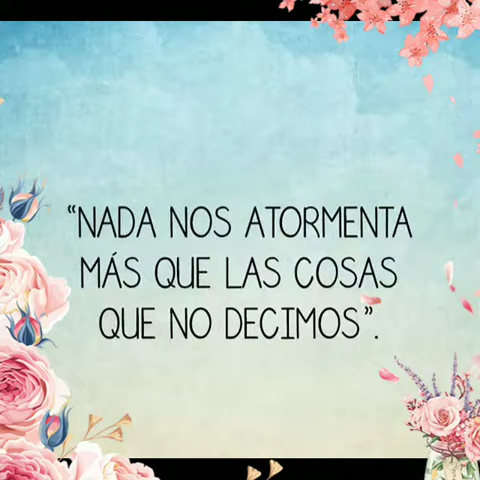 “NADA NOS ATORMENTA
MÁS QUE LAS COSAS
QUE NO DECIMOS”.